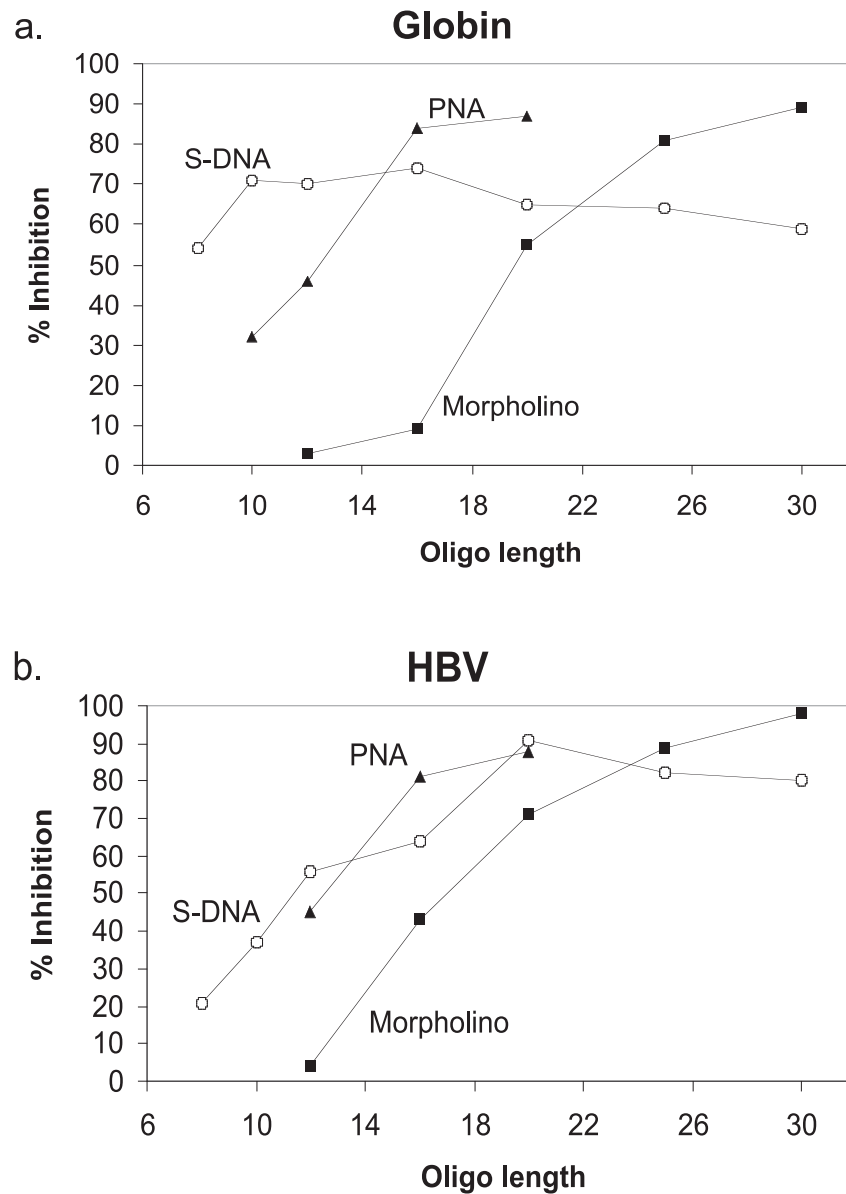 a.
Globin
100
90
80
70
60
50
40
30
20
10
0
% Inhibition
PNA
S-DNA
Morpholino
6 10 14 18 22 26 30
Oligo length
b.
HBV
100
90
80
70
60
50
40
30
20
10
0
% Inhibition
PNA
S-DNA
Morpholino
6 10 14 18 22 26 30
Oligo length